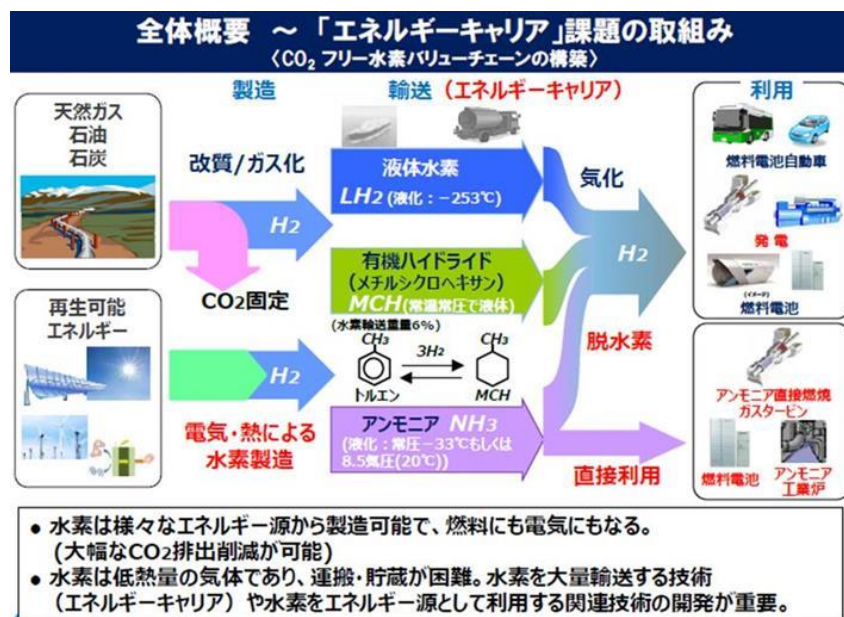 全体概要 ～「エネルギーキャリア」課題の取組み
〈CO2 フリー水素バリューチェーンの構築〉
製造
輸送(エネルギーキャリア)
利用
天然ガス
石油
石炭
改質/ガス化
H2
CO2固定
液体水素
LH2 (液化：－253℃)
有機ハイドライド
(メチルシクロヘキサン)
MCH(常温常圧で液体)
(水素輸送重量6%)
気化
H2
脱水素
燃料電池自動車
発電
(イメージ)
燃料電池
再生可能
エネルギー
H2
電気・熱による
水素製造
CH3
トルエン
3H2
CH3
MCH
アンモニア NH3
(液化：常圧－33℃もしくは
8.5気圧(20℃))
直接利用
アンモニア直接燃焼
ガスタービン
燃料電池
アンモニア
工業炉
● 水素は様々なエネルギー源から製造可能で、燃料にも電気にもなる。
(大幅なCO2排出削減が可能)
● 水素は低熱量の気体であり、運搬・貯蔵が困難。水素を大量輸送する技術
（エネルギーキャリア）や水素をエネルギー源として利用する関連技術の開発が重要。